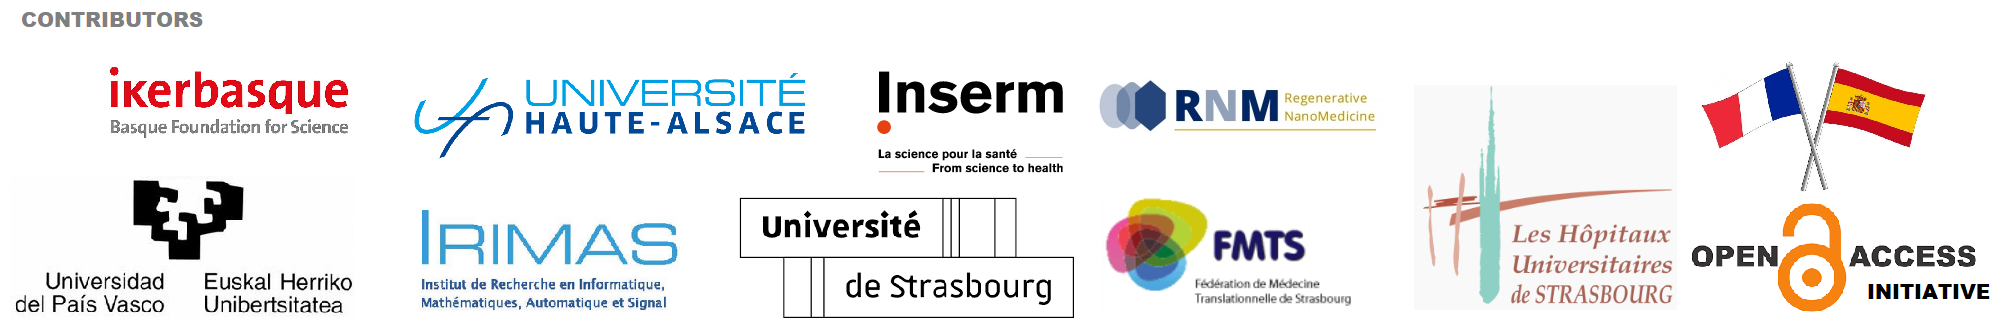 CONTRIBUTORS
ikerbasque
Basque Foundation for Science
UNIVERSITÉ
HAUTE-ALSACE
Inserm
La science pour la santé
From science to health
RNM
Regenerative
NanoMedicine
Universidad
del País Vasco
Euskal Herriko
Unibertsitatea
IRIMAS
Institut de Recherche en Informatique,
Mathématiques, Automatique et Signal
Université
de Strasbourg
FMTS
Fédération de Médecine
Translationnelle de Strasbourg
Les Hôpitaux
Universitaires
de STRASBOURG
OPEN ACCESS
INITIATIVE